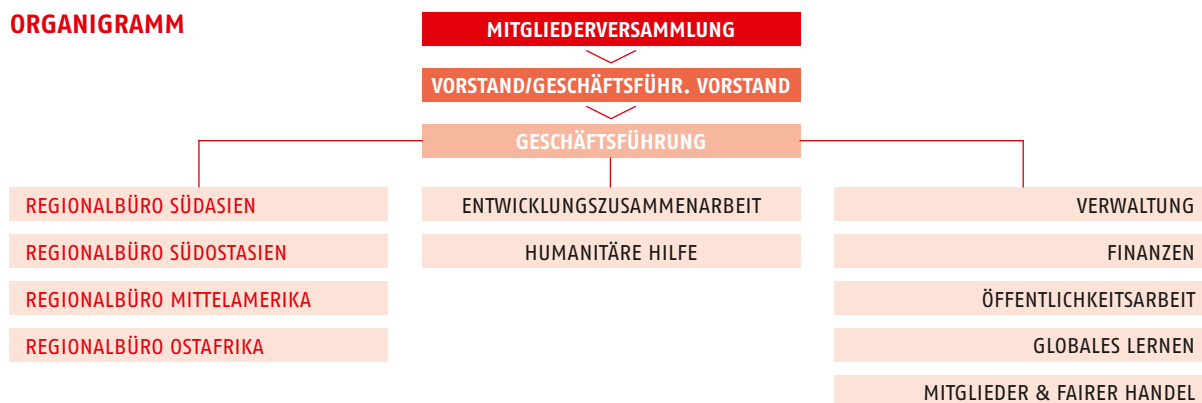 ORGANIGRAMM
MITGLIEDERVERSAMMLUNG
VORSTAND/GESCHÄFTSFÜHR. VORSTAND
GESCHÄFTSFÜHRUNG
REGIONALBÜRO SÜDASIEN
REGIONALBÜRO SÜDOSTASIEN
REGIONALBÜRO MITTELAMERIKA
REGIONALBÜRO OSTAFRIKA
ENTWICKLUNGSZUSAMMENARBEIT
HUMANITÄRE HILFE
VERWALTUNG
FINANZEN
ÖFFENTLICHKEITSARBEIT
GLOBALES LERNEN
MITGLIEDER & FAIRER HANDEL